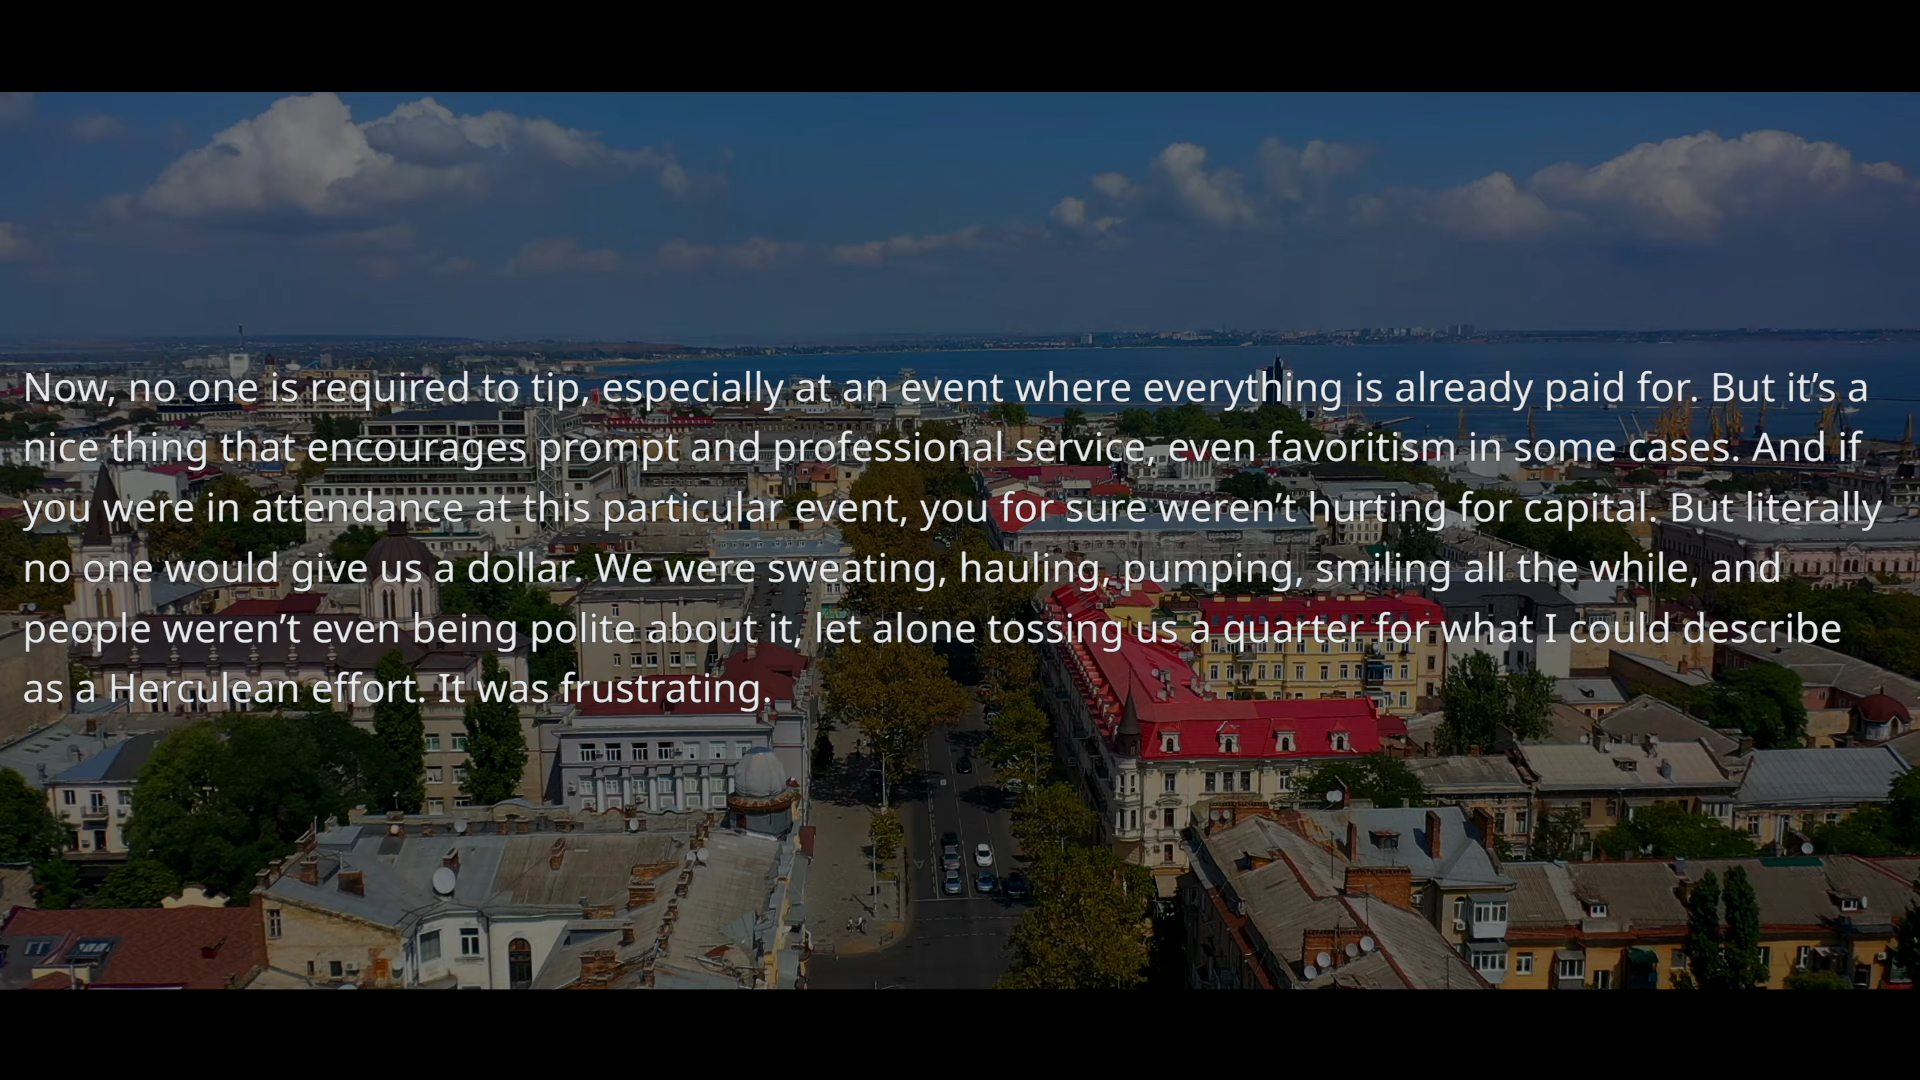 Now, no one is required to tip, especially at an event where everything is already paid for. But it’s a
nice thing that encourages prompt and professional service, even favoritism in some cases. And if
you were in attendance at this particular event, you for sure weren’t hurting for capital. But literally
no one would give us a dollar. We were sweating, hauling, pumping, smiling all the while, and
people weren’t even being polite about it, let alone tossing us a quarter for what I could describe
as a Herculean effort. It was frustrating.